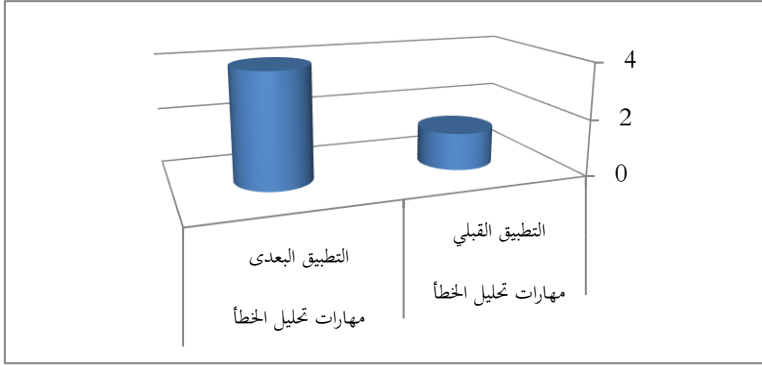 4
2
0
التطبيق القبلي
مهارات تحليل الخطأ
التطبيق البعدى
مهارات تحليل الخطأ